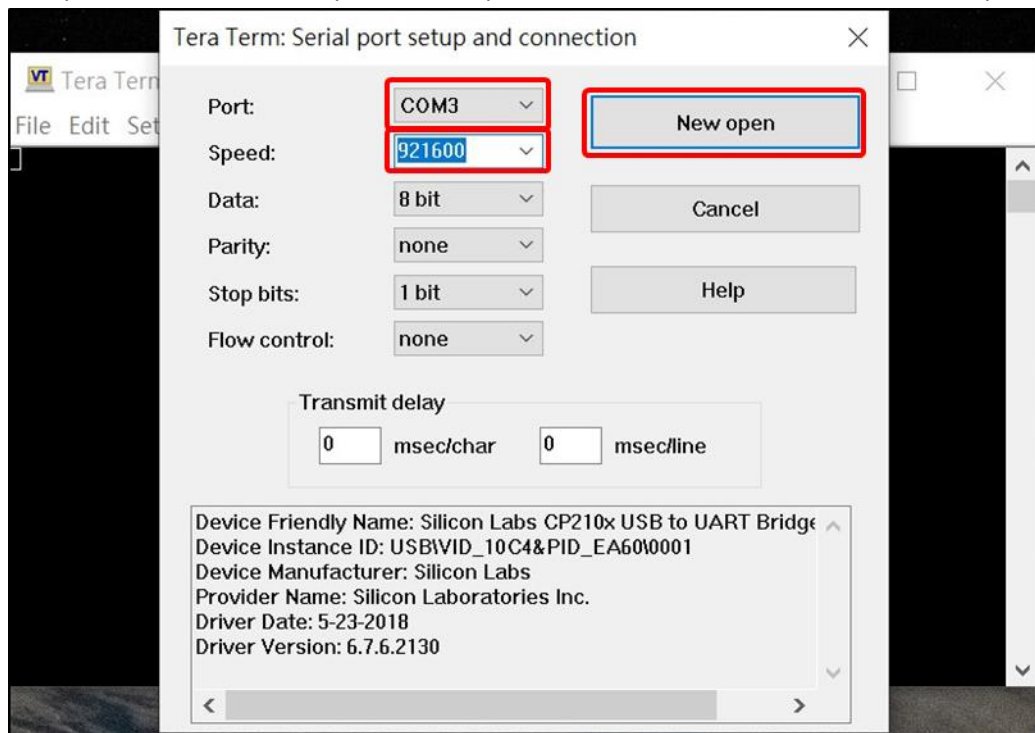 Tera Term: Serial port setup and connection
Tera Tern
File Edit Set
Port: COM3
New open
Speed: 921600
Data: 8 bit
Cancel
Parity: none
Stop bits: 1 bit
Help
Flow control: none
Transmit delay
0 msec/char 0 msec/line
Device Friendly Name: Silicon Labs CP210x USB to UART Bridge
Device Instance ID: USB\VID_10C4&PID_EA60\0001
Device Manufacturer: Silicon Labs
Provider Name: Silicon Laboratories Inc.
Driver Date: 5-23-2018
Driver Version: 6.7.6.2130